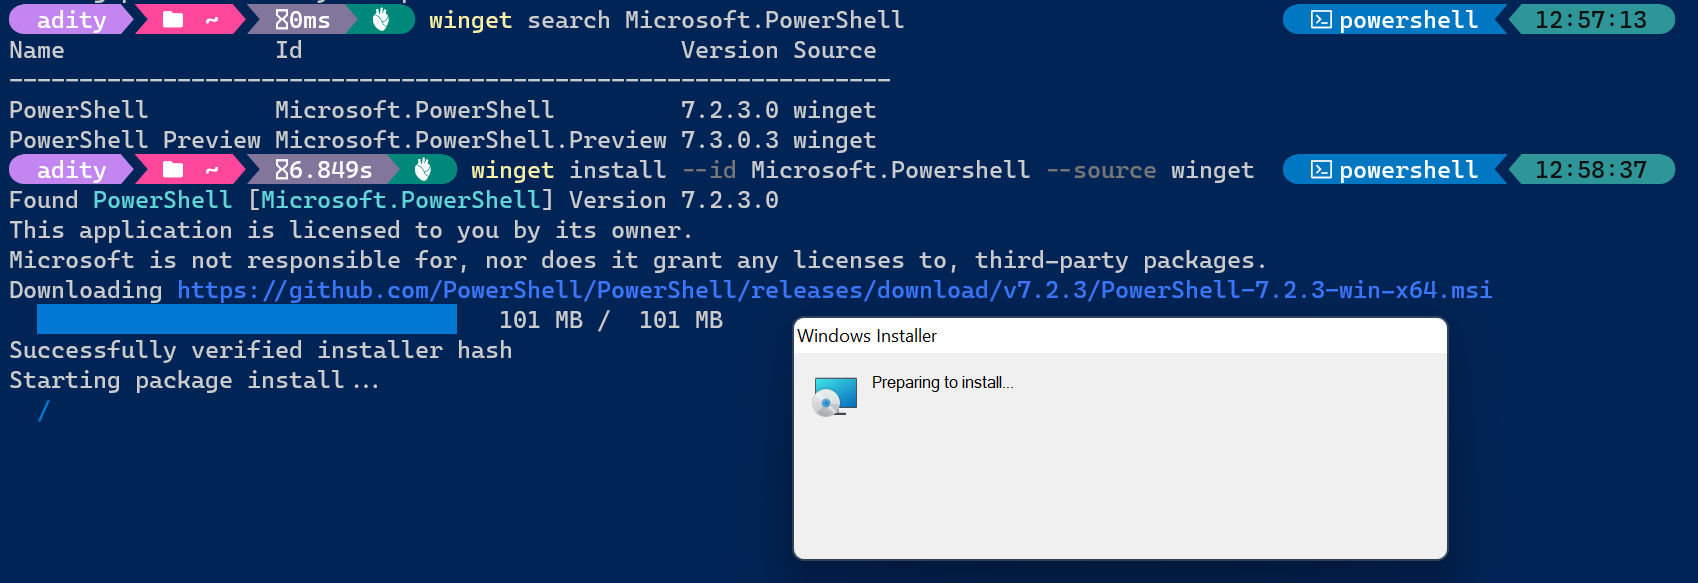 adity ~ 0ms winget search Microsoft.PowerShell powershell 12:57:13
Name Id Version Source
---------------------------------------------------------------
PowerShell Microsoft.PowerShell 7.2.3.0 winget
PowerShell Preview Microsoft.PowerShell.Preview 7.3.0.3 winget
adity ~ 6.849s winget install --id Microsoft.Powershell --source winget powershell 12:58:37
Found PowerShell [Microsoft.PowerShell] Version 7.2.3.0
This application is licensed to you by its owner.
Microsoft is not responsible for, nor does it grant any licenses to, third-party packages.
Downloading https://github.com/PowerShell/PowerShell/releases/download/v7.2.3/PowerShell-7.2.3-win-x64.msi
101 MB / 101 MB
Windows Installer
Successfully verified installer hash
Starting package install...
Preparing to install...
/